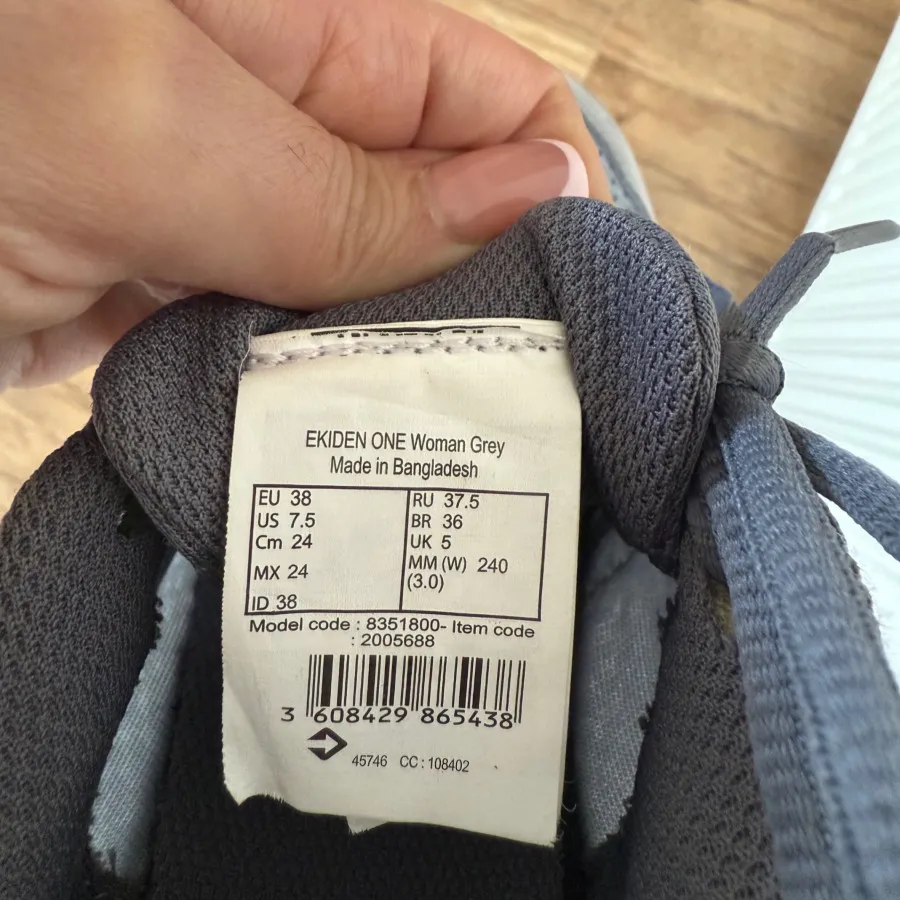 EKIDEN ONE Woman Grey
Made in Bangladesh
EU 38
US 7.5
Cm 24
MX 24
ID 38
RU 37.5
BR 36
UK 5
MM (W) 240
(3.0)
Model code : 8351800- Item code
: 2005688
3 608429 865438
45746 CC : 108402